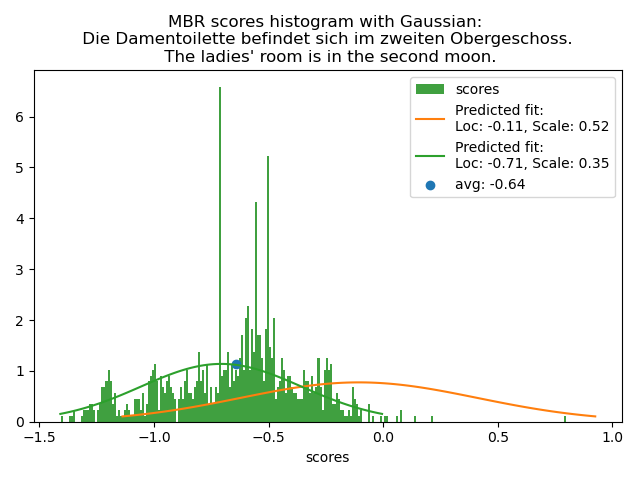 MBR scores histogram with Gaussian:
Die Damentoilette befindet sich im zweiten Obergeschoss.
The ladies' room is in the second moon.
scores
Predicted fit:
Loc: -0.11, Scale: 0.52
Predicted fit:
Loc: -0.71, Scale: 0.35
avg: -0.64
6
5
4
3
2
1
0
−1.5
−1.0
−0.5
0.0
0.5
1.0
scores